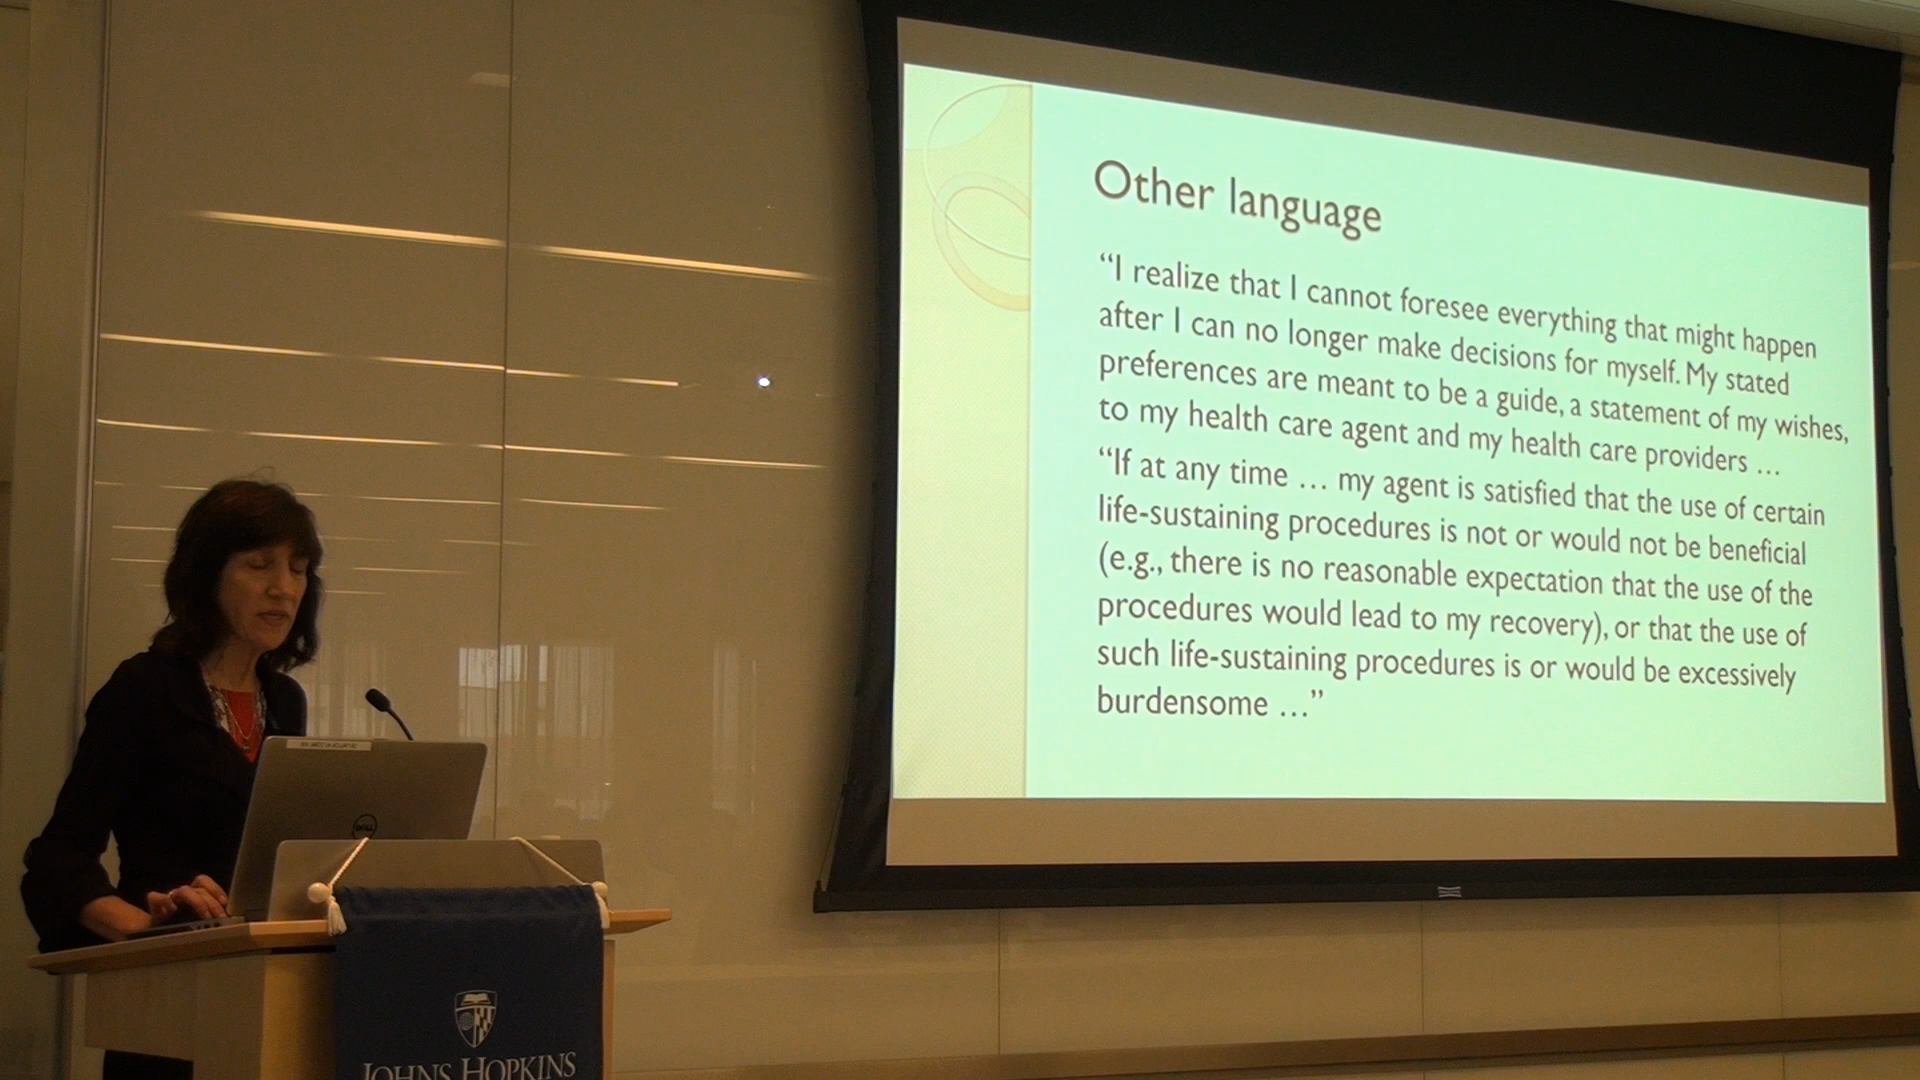 Other language
“I realize that I cannot foresee everything that might happen
after I can no longer make decisions for myself. My stated
preferences are meant to be a guide, a statement of my wishes,
to my health care agent and my health care providers …
“If at any time … my agent is satisfied that the use of certain
life-sustaining procedures is not or would not be beneficial
(e.g., there is no reasonable expectation that the use of the
procedures would lead to my recovery), or that the use of
such life-sustaining procedures is or would be excessively
burdensome …”
DELL
JOHNS HOPKINS